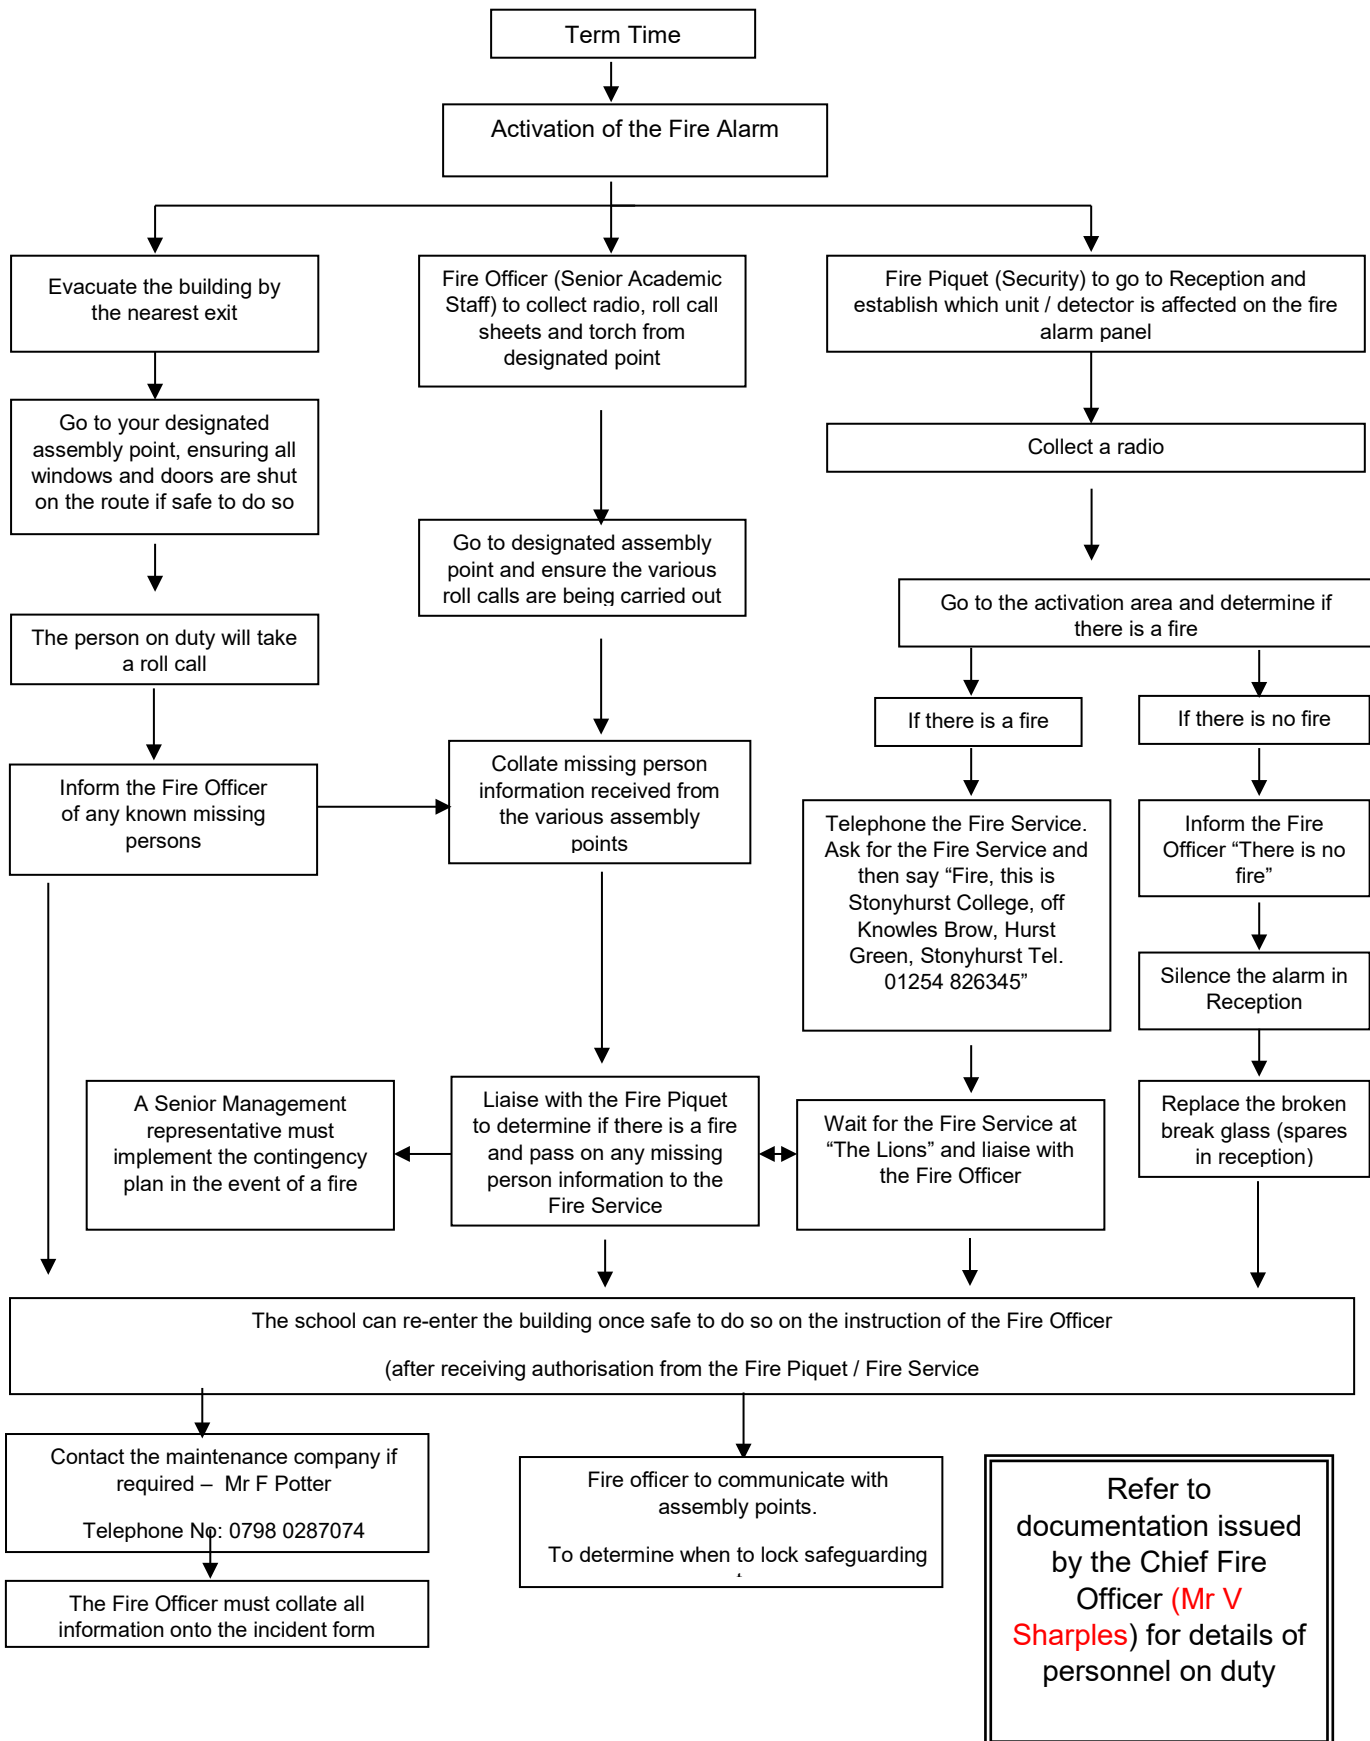 Term Time
Activation of the Fire Alarm
Evacuate the building by
the nearest exit
Fire Officer (Senior Academic
Staff) to collect radio, roll call
sheets and torch from
designated point
Fire Piquet (Security) to go to Reception and
establish which unit / detector is affected on the fire
alarm panel
Go to your designated
assembly point, ensuring all
windows and doors are shut
on the route if safe to do so
Collect a radio
Go to designated assembly
point and ensure the various
roll calls are being carried out
Go to the activation area and determine if
there is a fire
The person on duty will take
a roll call
If there is a fire
If there is no fire
Inform the Fire Officer
of any known missing
persons
Collate missing person
information received from
the various assembly
points
Telephone the Fire Service.
Ask for the Fire Service and
then say “Fire, this is
Stonyhurst College, off
Knowles Brow, Hurst
Green, Stonyhurst Tel.
01254 826345”
Inform the Fire
Officer “There is no
fire”
Silence the alarm in
Reception
A Senior Management
representative must
implement the contingency
plan in the event of a fire
Liaise with the Fire Piquet
to determine if there is a fire
and pass on any missing
person information to the
Fire Service
Wait for the Fire Service at
“The Lions” and liaise with
the Fire Officer
Replace the broken
break glass (spares
in reception)
The school can re-enter the building once safe to do so on the instruction of the Fire Officer
(after receiving authorisation from the Fire Piquet / Fire Service
Contact the maintenance company if
required – Mr F Potter
Telephone No: 0798 0287074
Fire officer to communicate with
assembly points.
To determine when to lock safeguarding
The Fire Officer must collate all
information onto the incident form
Refer to
documentation issued
by the Chief Fire
Officer (Mr V
Sharples) for details of
personnel on duty